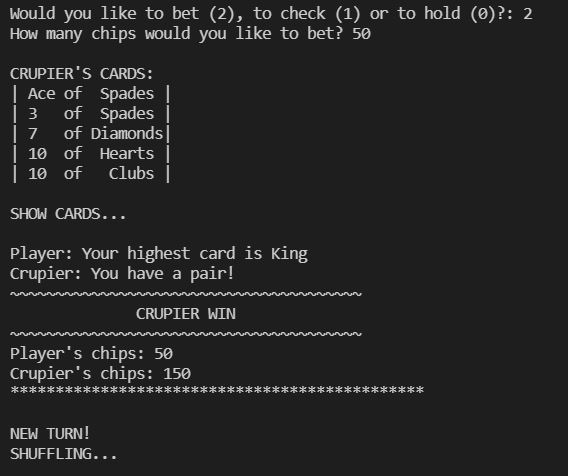 Would you like to bet (2), to check (1) or to hold (0)?: 2
How many chips would you like to bet? 50
CRUPIER'S CARDS:
| Ace of  Spades |
| 3   of  Spades |
| 7   of Diamonds|
| 10  of  Hearts |
| 10  of   Clubs |
SHOW CARDS...
Player: Your highest card is King
Crupier: You have a pair!
~~~~~~~~~~~~~~~~~~~~~~~~~~~~~~~~~~~~~~~
CRUPIER WIN
~~~~~~~~~~~~~~~~~~~~~~~~~~~~~~~~~~~~~~~
Player's chips: 50
Crupier's chips: 150
**********************************************
NEW TURN!
SHUFFLING...